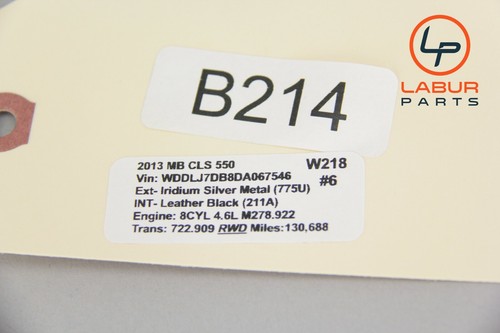 LP
LABUR
PARTS
B214
2013 MB CLS 550 W218
Vin: WDDLJ7DB8DA067546 #6
Ext- Iridium Silver Metal (775U)
INT- Leather Black (211A)
Engine: 8CYL 4.6L M278.922
Trans: 722.909 RWD Miles:130,688